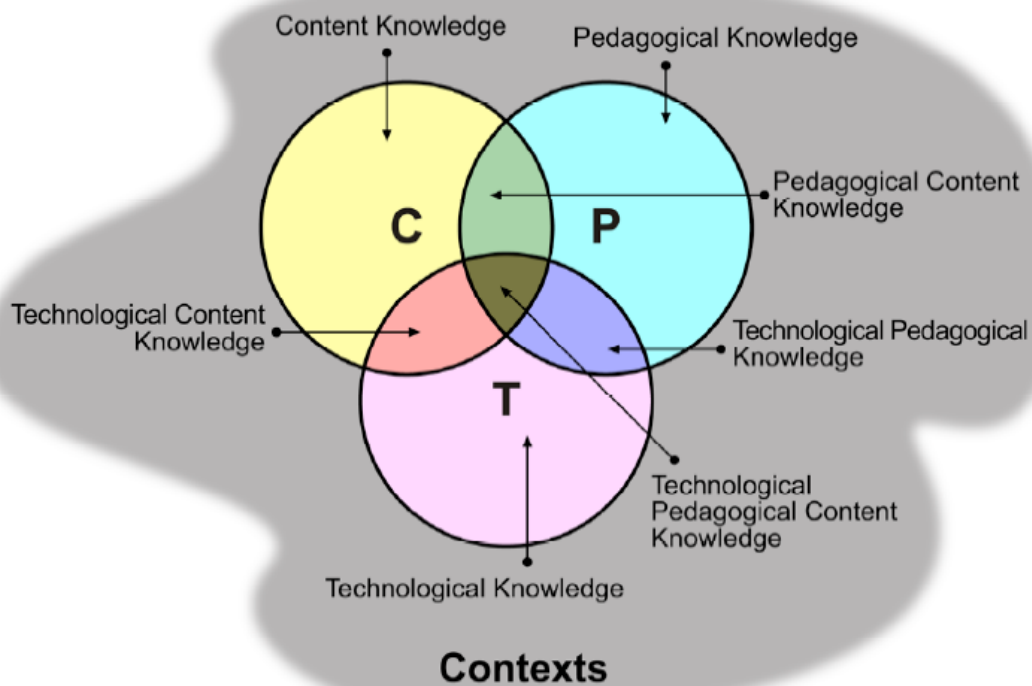 Content Knowledge
Pedagogical Knowledge
Pedagogical Content
Knowledge
C
P
Technological Content
Knowledge
Technological Pedagogical
Knowledge
T
Technological
Pedagogical Content
Knowledge
Technological Knowledge
Contexts